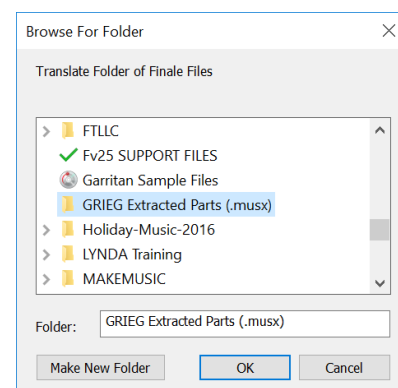 Browse For Folder
Translate Folder of Finale Files
FTLLC
Fv25 SUPPORT FILES
Garritan Sample Files
GRIEG Extracted Parts (.musx)
Holiday-Music-2016
LYNDA Training
MAKEMUSIC
Folder: GRIEG Extracted Parts (.musx)
Make New Folder OK Cancel